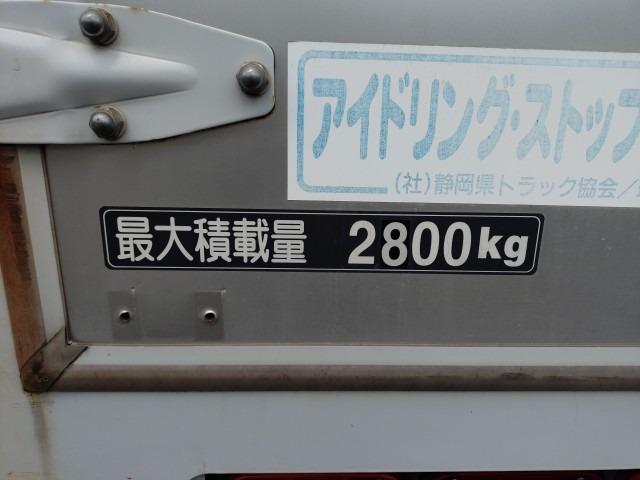 アイドリング・ストップ
(社)静岡県トラック協会/
最大積載量 2800kg